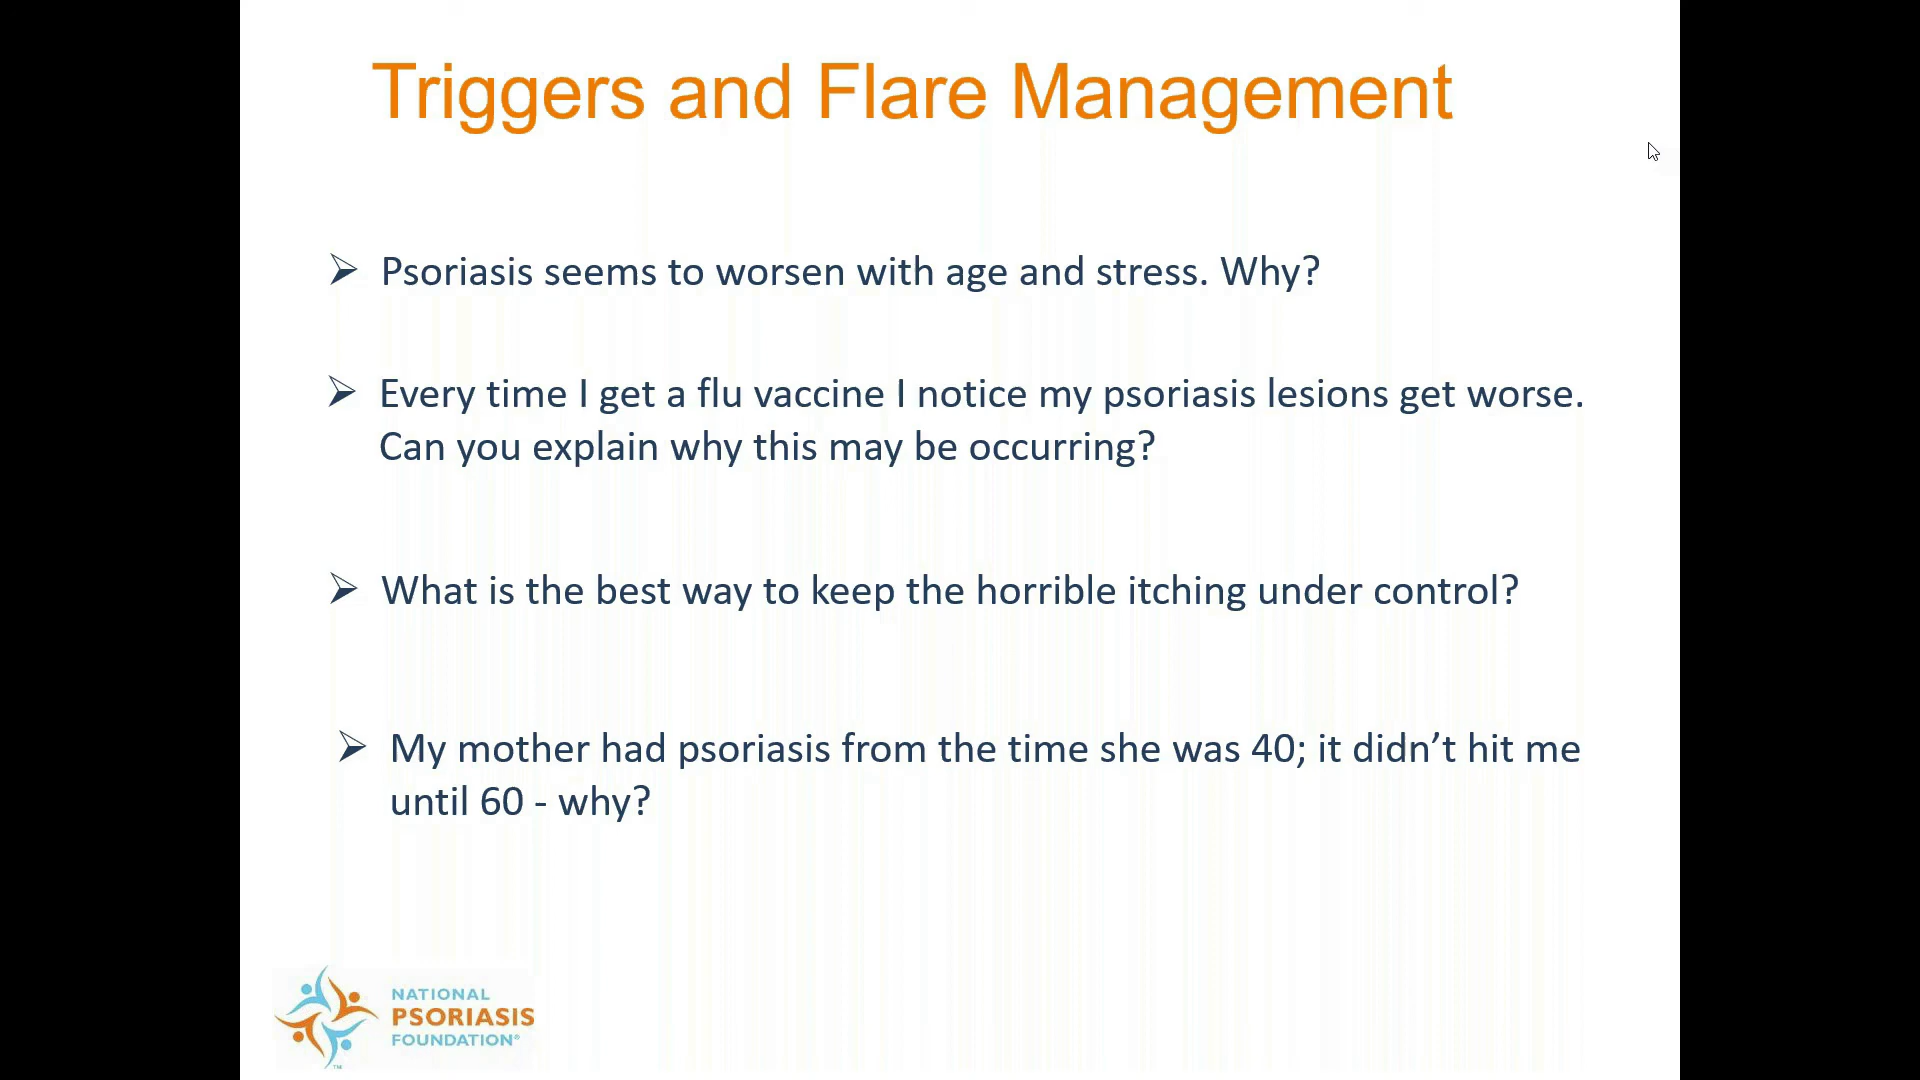 Triggers and Flare Management
➢ Psoriasis seems to worsen with age and stress. Why?
➢ Every time I get a flu vaccine I notice my psoriasis lesions get worse.
Can you explain why this may be occurring?
➢ What is the best way to keep the horrible itching under control?
➢ My mother had psoriasis from the time she was 40; it didn’t hit me
until 60 - why?
NATIONAL
PSORIASIS
FOUNDATION®
™